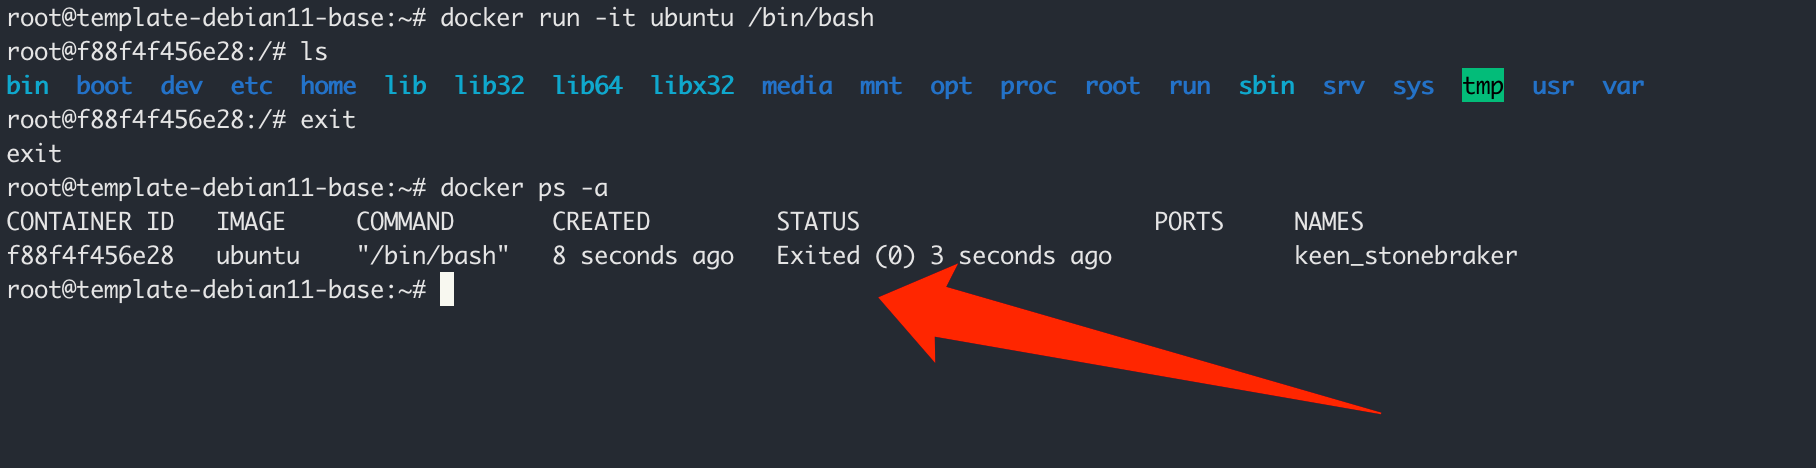 root@template-debian11-base:~# docker run -it ubuntu /bin/bash
root@f88f4f456e28:/# ls
bin  boot  dev  etc  home  lib  lib32  lib64  libx32  media  mnt  opt  proc  root  run  sbin  srv  sys  tmp  usr  var
root@f88f4f456e28:/# exit
exit
root@template-debian11-base:~# docker ps -a
CONTAINER ID   IMAGE     COMMAND       CREATED         STATUS                     PORTS     NAMES
f88f4f456e28   ubuntu    "/bin/bash"   8 seconds ago   Exited (0) 3 seconds ago             keen_stonebraker
root@template-debian11-base:~#